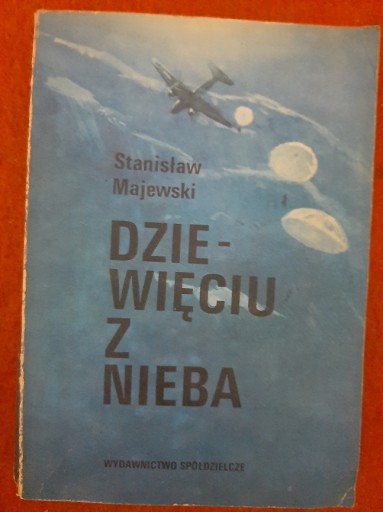 Stanisław
Majewski
DZIE-
WIĘCIU
Z
NIEBA
WYDAWNICTWO SPÓŁDZIELCZE